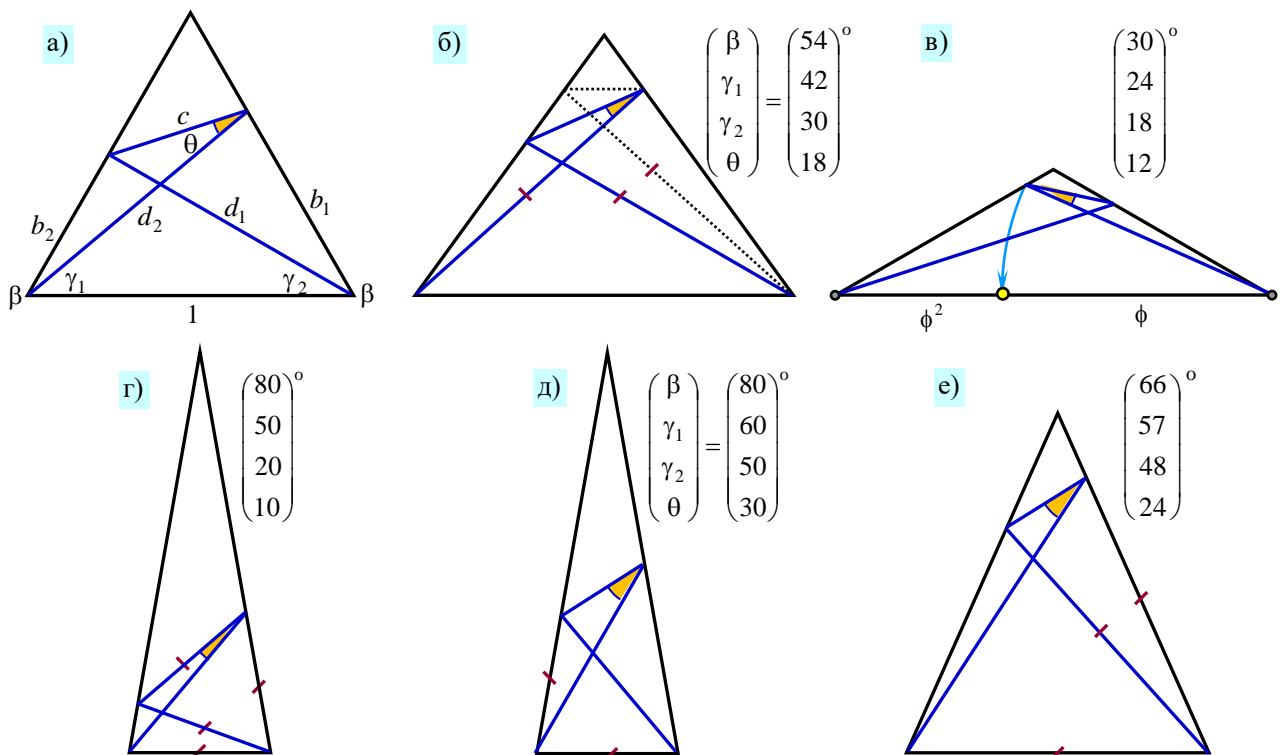 а)
c
θ
b₂
d₂
d₁
b₁
β
γ₁
γ₂
β
1
б)
(β γ₁ γ₂ θ) = (54 42 30 18)°
в)
(30 24 18 12)°
ϕ²
ϕ
г)
(80 50 20 10)°
д)
(β γ₁ γ₂ θ) = (80 60 50 30)°
е)
(66 57 48 24)°